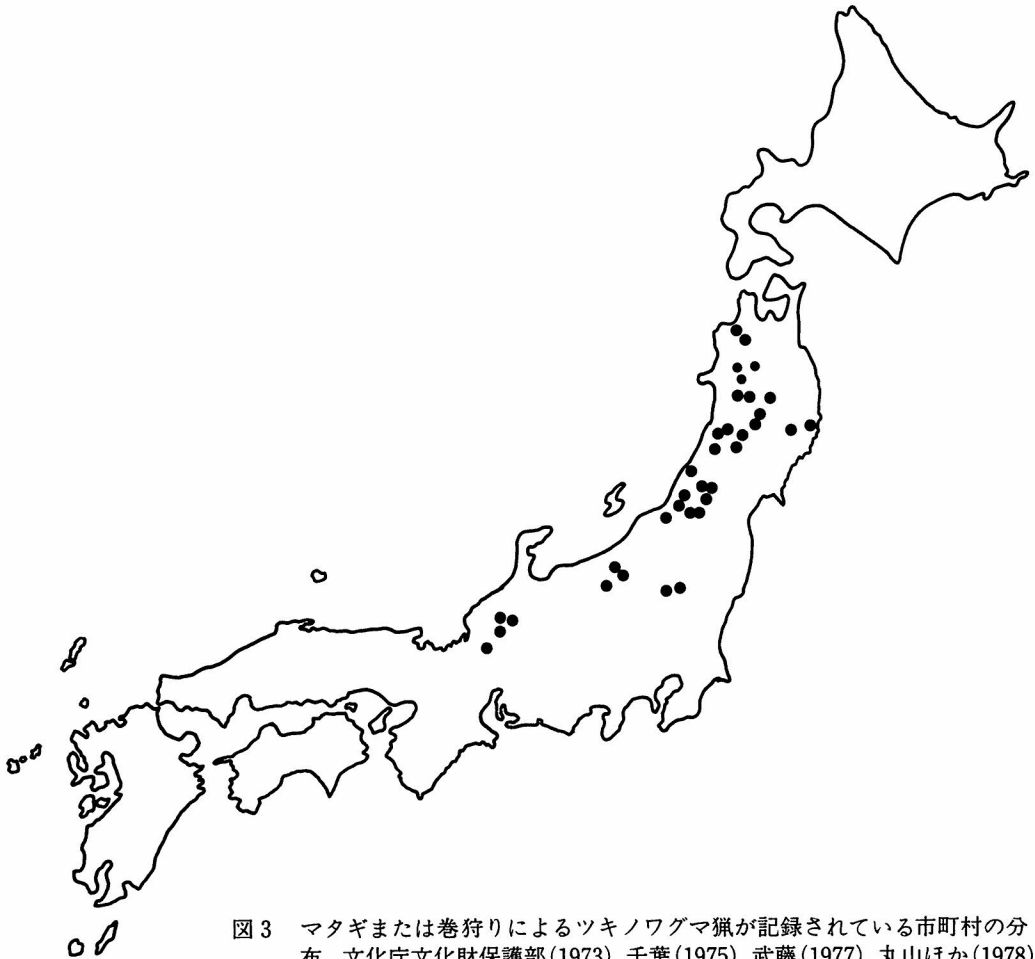 図3 マタギまたは巻狩りによるツキノワグマ猟が記録されている市町村の分
布 文化庁文化財保護部(1973),千葉(1975),武藤(1977),丸山ほか(1978)